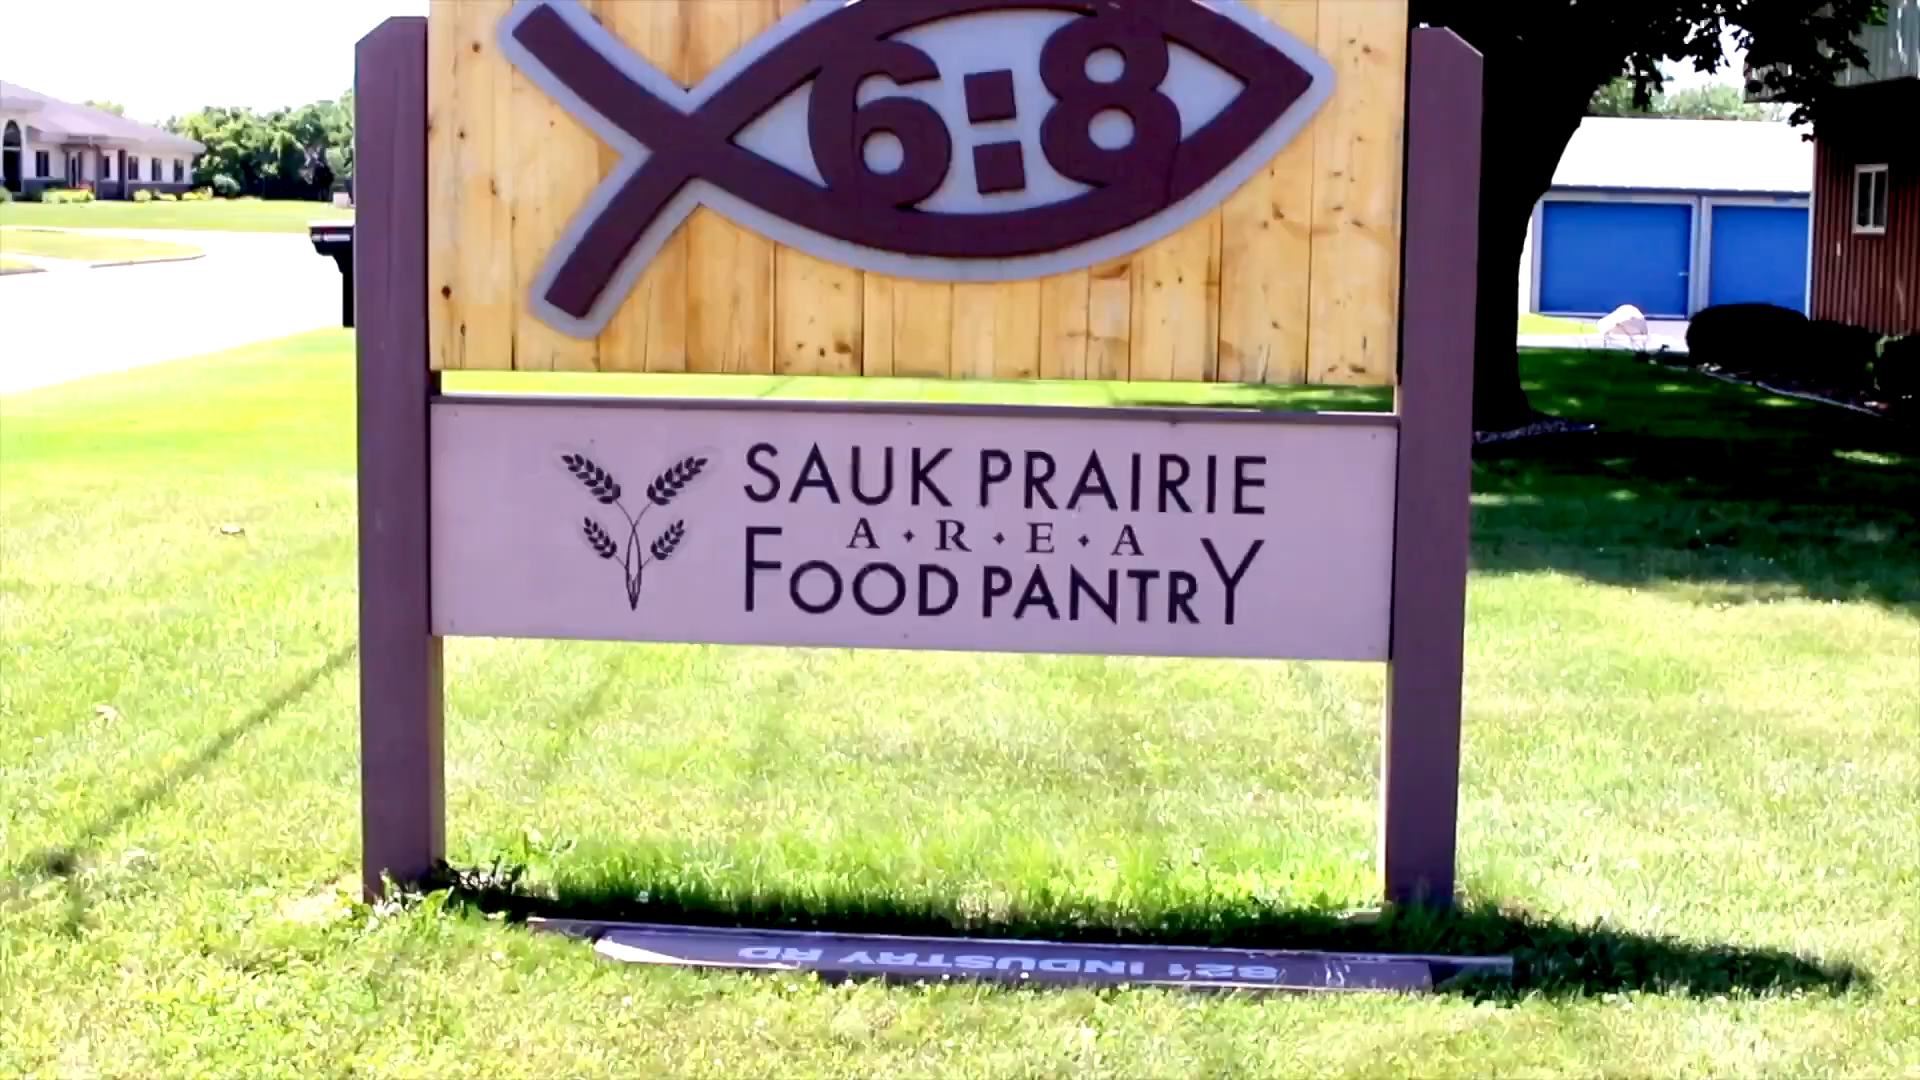 6:8
SAUK PRAIRIE
A·R·E·A
FOOD PANTRY
821 INDUSTRY RD